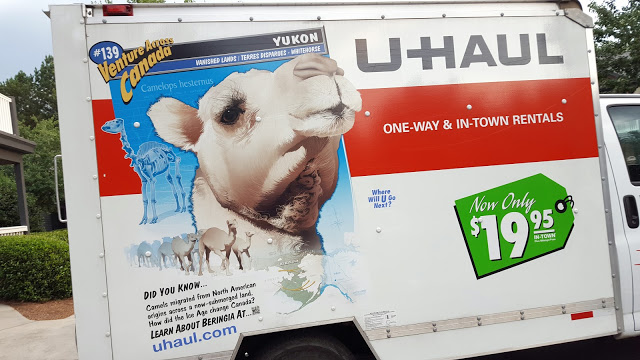 #139
Venture Across
Canada
YUKON
VANISHED LANDS / TERRES DISPARUES - WHITEHORSE
Camelops hesternus
U-HAUL
ONE-WAY & IN-TOWN RENTALS
Where
Will U Go
Next?
Now Only
$19.95
IN-TOWN
DID YOU KNOW...
Camels migrated from North American
origins across a now-submerged land.
How did the Ice Age change Canada?
LEARN ABOUT BERINGIA AT...
uhaul.com